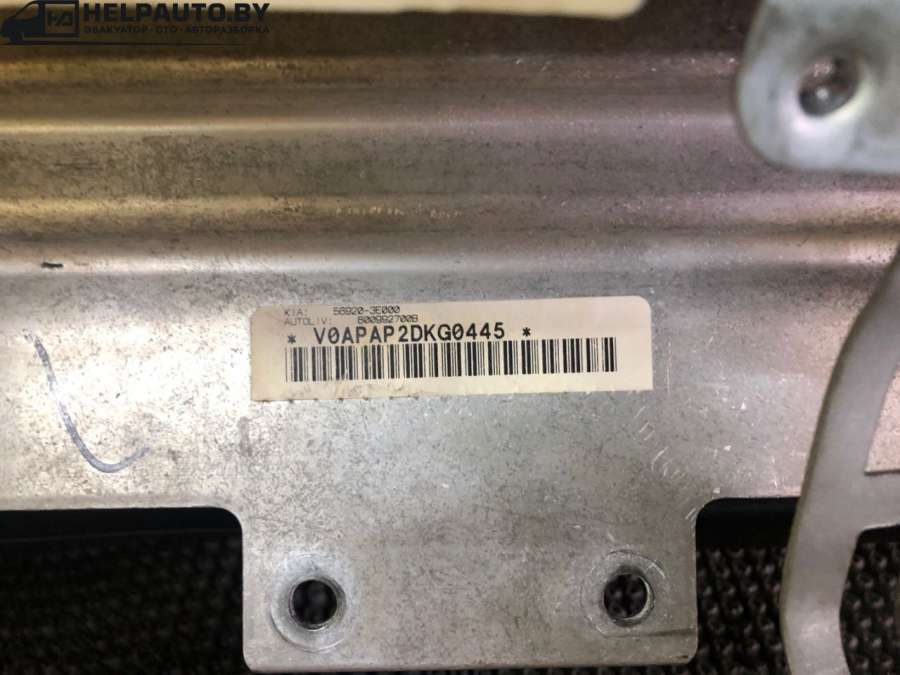 HELPAUTO.BY
ЭВАКУАТОР · СТО · АВТОРАЗБОРКА
KIA: 56920-3E000
AUTOLIV: 600992700B
* V0APAP2DKG0445 *